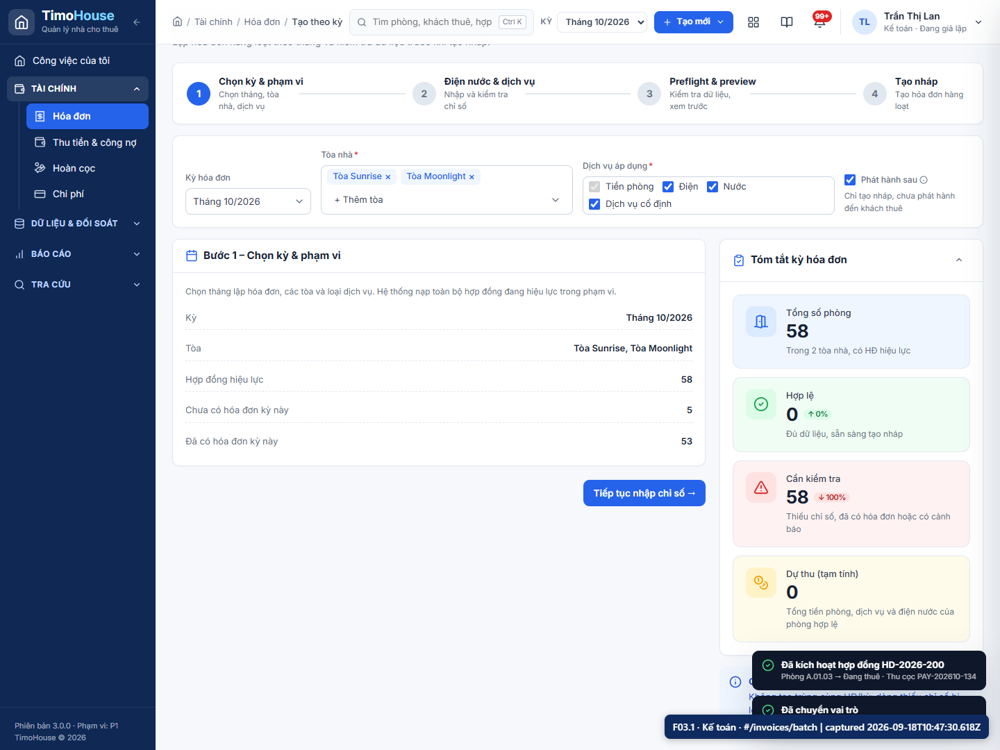 TimoHouse
Quản lý nhà cho thuê
Công việc của tôi
TÀI CHÍNH
Hóa đơn
Thu tiền & công nợ
Hoàn cọc
Chi phí
DỮ LIỆU & ĐỐI SOÁT
BÁO CÁO
TRA CỨU
Phiên bản 3.0.0 · Phạm vi: P1
TimoHouse © 2026
/ Tài chính / Hóa đơn / Tạo theo kỳ
Tìm phòng, khách thuê, hợp
Ctrl K
KỲ
Tháng 10/2026
+ Tạo mới
99+
TL
Trần Thị Lan
Kế toán · Đang giả lập
1
Chọn kỳ & phạm vi
Chọn tháng, tòa
nhà, dịch vụ
2
Điện nước & dịch vụ
Nhập và kiểm tra
chỉ số
3
Preflight & preview
Kiểm tra dữ liệu,
xem trước
4
Tạo nháp
Tạo hóa đơn hàng
loạt
Kỳ hóa đơn
Tháng 10/2026
Tòa nhà *
Tòa Sunrise ×
Tòa Moonlight ×
+ Thêm tòa
Dịch vụ áp dụng *
Tiền phòng
Điện
Nước
Dịch vụ cố định
Phát hành sau
Chỉ tạo nháp, chưa phát hành
đến khách thuê
Bước 1 – Chọn kỳ & phạm vi
Chọn tháng lập hóa đơn, các tòa và loại dịch vụ. Hệ thống nạp toàn bộ hợp đồng đang hiệu lực trong phạm vi.
Kỳ
Tháng 10/2026
Tòa
Tòa Sunrise, Tòa Moonlight
Hợp đồng hiệu lực
58
Chưa có hóa đơn kỳ này
5
Đã có hóa đơn kỳ này
53
Tiếp tục nhập chỉ số →
Tóm tắt kỳ hóa đơn
Tổng số phòng
58
Trong 2 tòa nhà, có HĐ hiệu lực
Hợp lệ
0
↑ 0%
Đủ dữ liệu, sẵn sàng tạo nháp
Cần kiểm tra
58
↓ 100%
Thiếu chỉ số, đã có hóa đơn hoặc có cảnh
báo
Dự thu (tạm tính)
0
Tổng tiền phòng, dịch vụ và điện nước của
phòng hợp lệ
Đã kích hoạt hợp đồng HD-2026-200
Phòng A.01.03 → Đang thuê · Thu cọc PAY-202610-134
Đã chuyển vai trò
F03.1 · Kế toán · #/invoices/batch | captured 2026-09-18T10:47:30.618Z